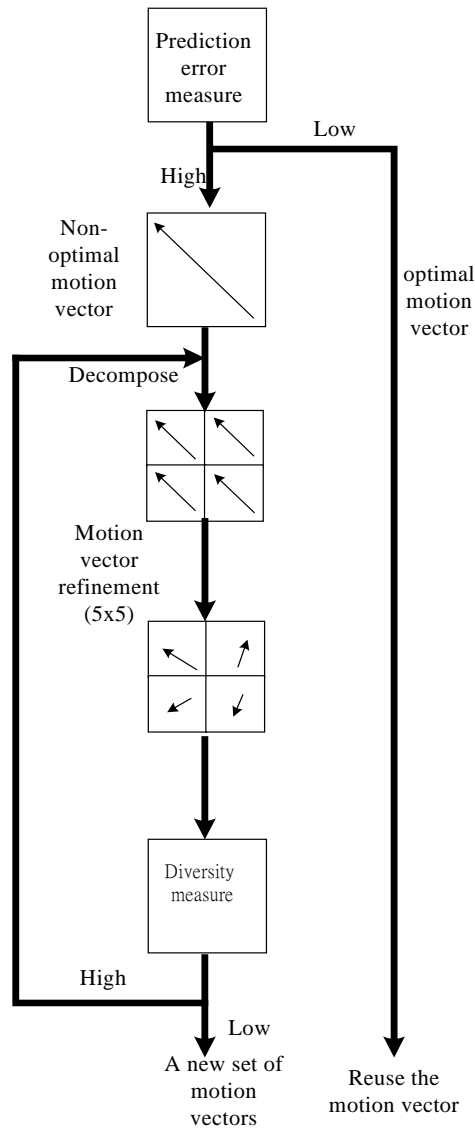 Prediction
error
measure
Low
High
Non-
optimal
motion
vector
optimal
motion
vector
Decompose
Motion
vector
refinement
(5x5)
Diversity
measure
High
Low
A new set of
motion
vectors
Reuse the
motion vector